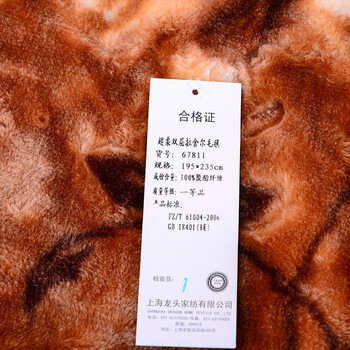 合格证
超柔双层拉舍尔毛毯
货号: 67811
规格: 195*235cm
成份含量: 100%聚酯纤维
质量等级: 一等品
产品标准:
FZ/T 61004-2006
GB 18401(B类)
检验员: 1
上海龙头家纺有限公司